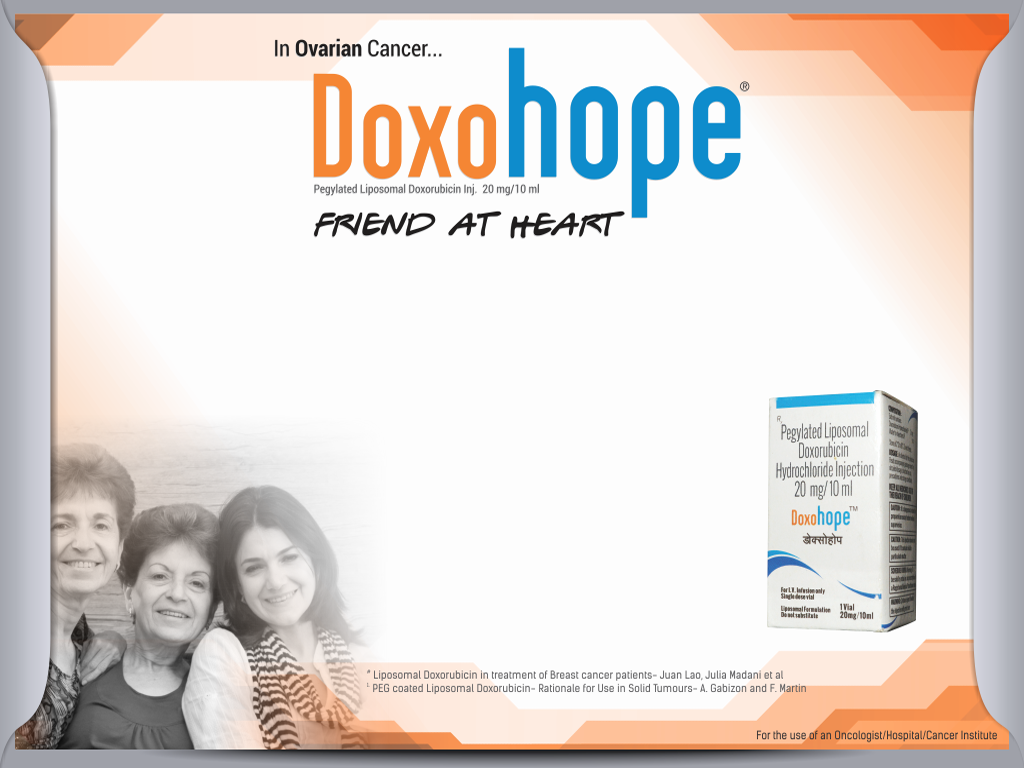 In Ovarian Cancer...
Doxohope®
Pegylated Liposomal Doxorubicin Inj. 20 mg/10 ml
FRIEND AT HEART
Rx
Pegylated Liposomal
Doxorubicin
Hydrochloride Injection
20 mg/10 ml
Doxohope™
डोक्सोहोप
For I.V. Infusion only
Single dose vial
Liposomal Formulation
Do not substitute
1 Vial
20mg/10ml
# Liposomal Doxorubicin in treatment of Breast cancer patients– Juan Lao, Julia Madani et al
PEG coated Liposomal Doxorubicin– Rationale for Use in Solid Tumours– A. Gabizon and F. Martin
For the use of an Oncologist/Hospital/Cancer Institute